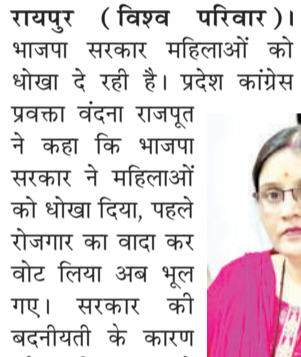 रायपुर (विश्व परिवार)।
भाजपा सरकार महिलाओं को
धोखा दे रही है। प्रदेश कांग्रेस
प्रवक्ता वंदना राजपूत
ने कहा कि भाजपा
सरकार ने महिलाओं
को धोखा दिया, पहले
रोजगार का वादा कर
वोट लिया अब भूल
गए। सरकार की
बदनीयती के कारण